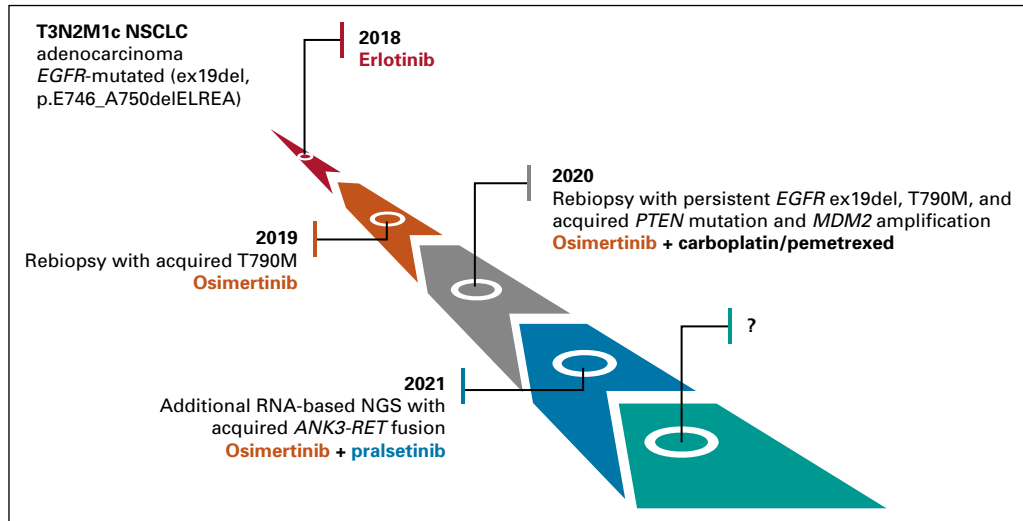 T3N2M1c NSCLC
adenocarcinoma
EGFR-mutated (ex19del,
p.E746_A750delELREA)
2018
Erlotinib
2019
Rebiopsy with acquired T790M
Osimertinib
2020
Rebiopsy with persistent EGFR ex19del, T790M, and
acquired PTEN mutation and MDM2 amplification
Osimertinib + carboplatin/pemetrexed
2021
Additional RNA-based NGS with
acquired ANK3-RET fusion
Osimertinib + pralsetinib
?